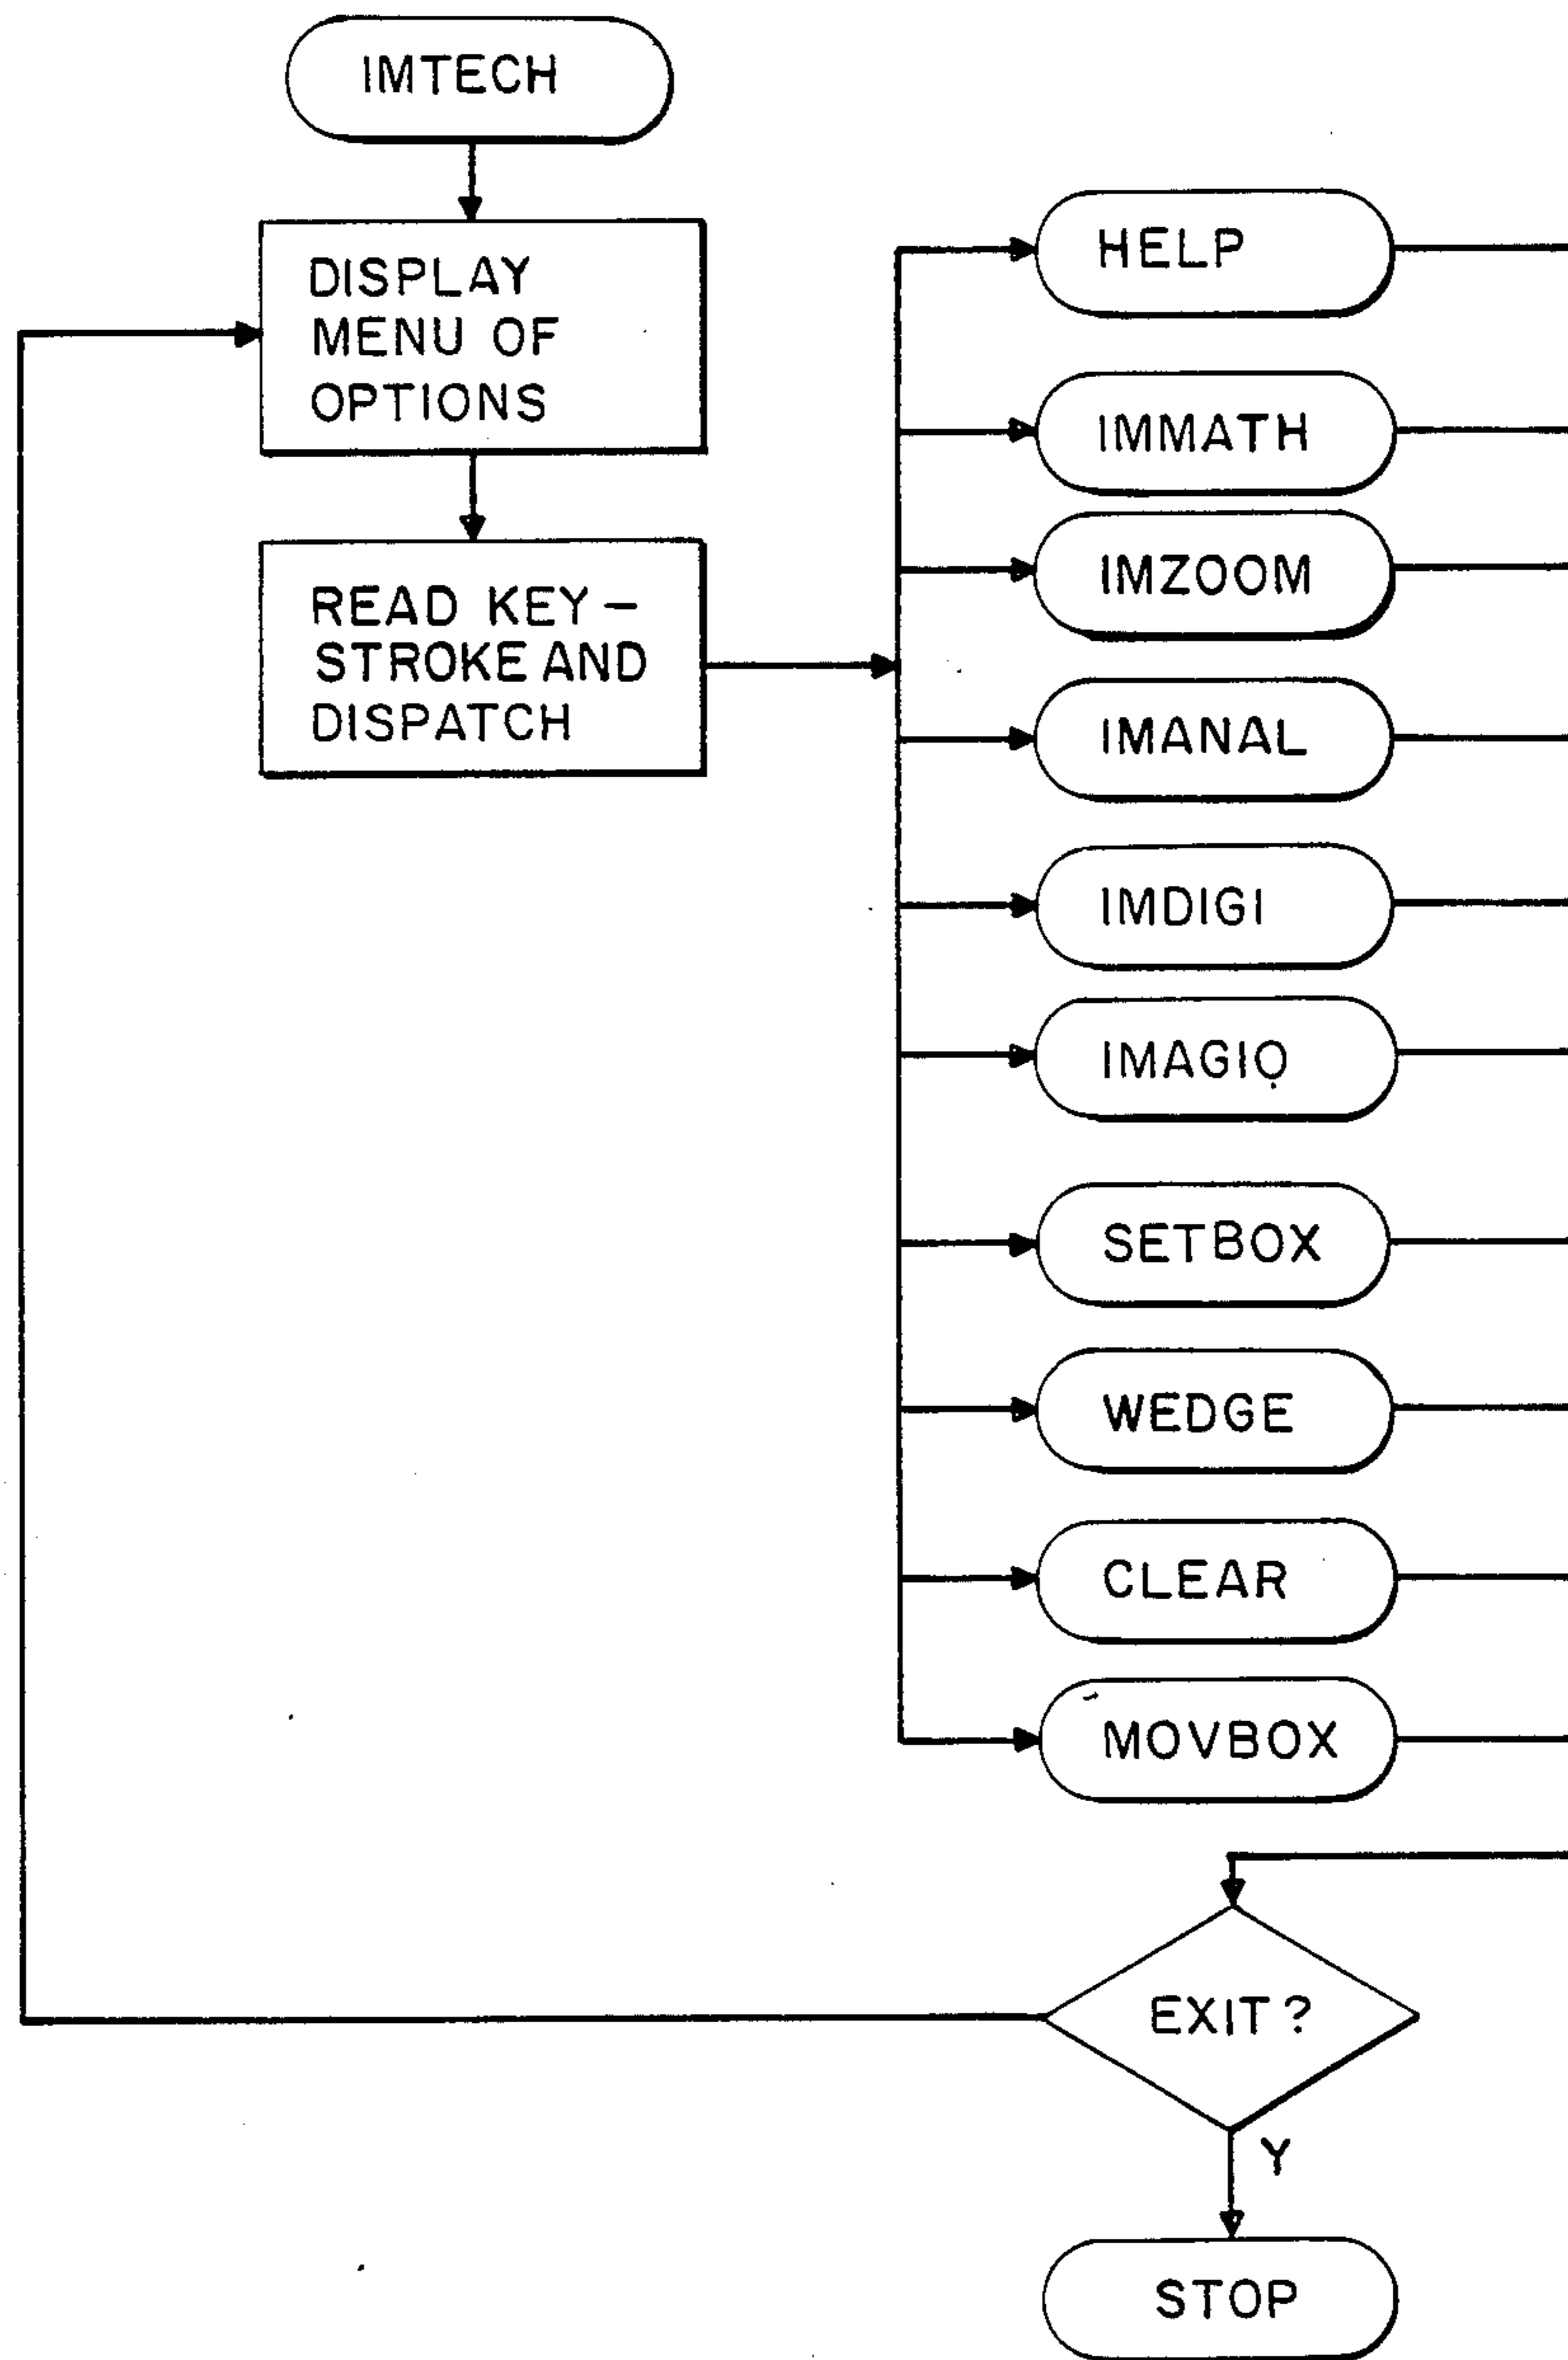 IMTECH
DISPLAY
MENU OF
OPTIONS
READ KEY-
STROKE AND
DISPATCH
HELP
IMMATH
IMZOOM
IMANAL
IMDIGI
IMAGIO
SETBOX
WEDGE
CLEAR
MOVBOX
EXIT?
Y
STOP